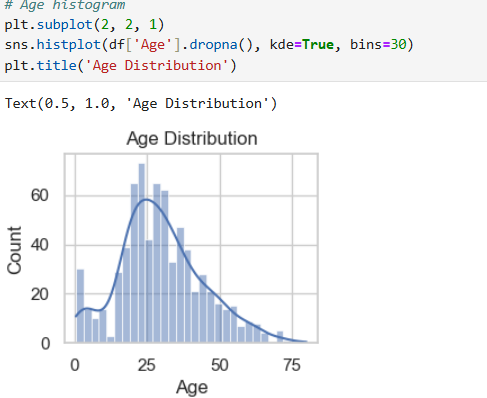 # Age histogram
plt.subplot(2, 2, 1)
sns.histplot(df['Age'].dropna(), kde=True, bins=30)
plt.title('Age Distribution')
Text(0.5, 1.0, 'Age Distribution')
Age Distribution
60
40
20
0
Count
0 25 50 75
Age